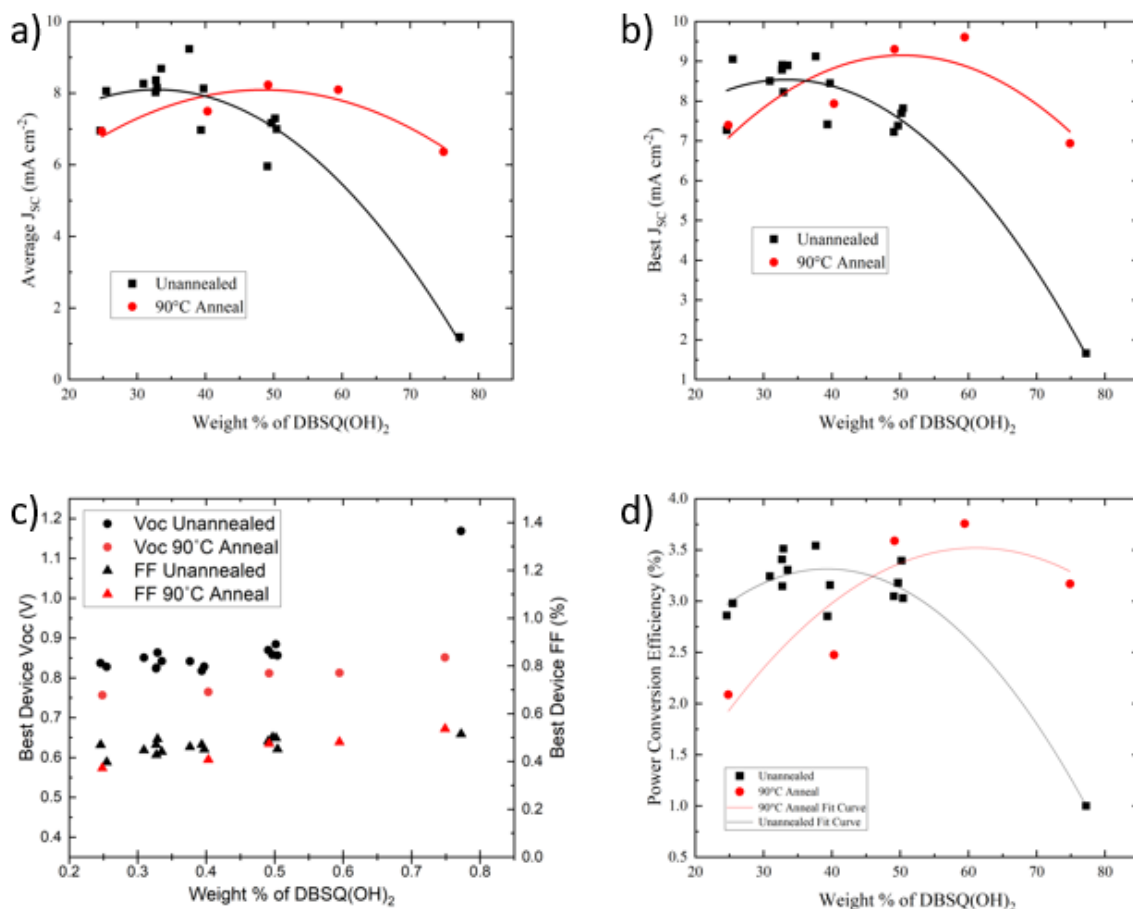 a)
10
8
6
4
2
0
20 30 40 50 60 70 80
Average J_SC (mA cm⁻²)
Unannealed
90°C Anneal
Weight % of DBSQ(OH)₂
b)
10
9
8
7
6
5
4
3
2
1
20 30 40 50 60 70 80
Best J_SC (mA cm⁻²)
Unannealed
90°C Anneal
Weight % of DBSQ(OH)₂
c)
Voc Unannealed
Voc 90°C Anneal
FF Unannealed
FF 90°C Anneal
1.2
1.1
1.0
0.9
0.8
0.7
0.6
0.5
0.4
Best Device Voc (V)
1.4
1.2
1.0
0.8
0.6
0.4
0.2
0.0
Best Device FF (%)
0.2 0.3 0.4 0.5 0.6 0.7 0.8
Weight % of DBSQ(OH)₂
d)
4.0
3.5
3.0
2.5
2.0
1.5
1.0
0.5
Power Conversion Efficiency (%)
Unannealed
90°C Anneal
90°C Anneal Fit Curve
Unannealed Fit Curve
20 30 40 50 60 70 80
Weight % of DBSQ(OH)₂